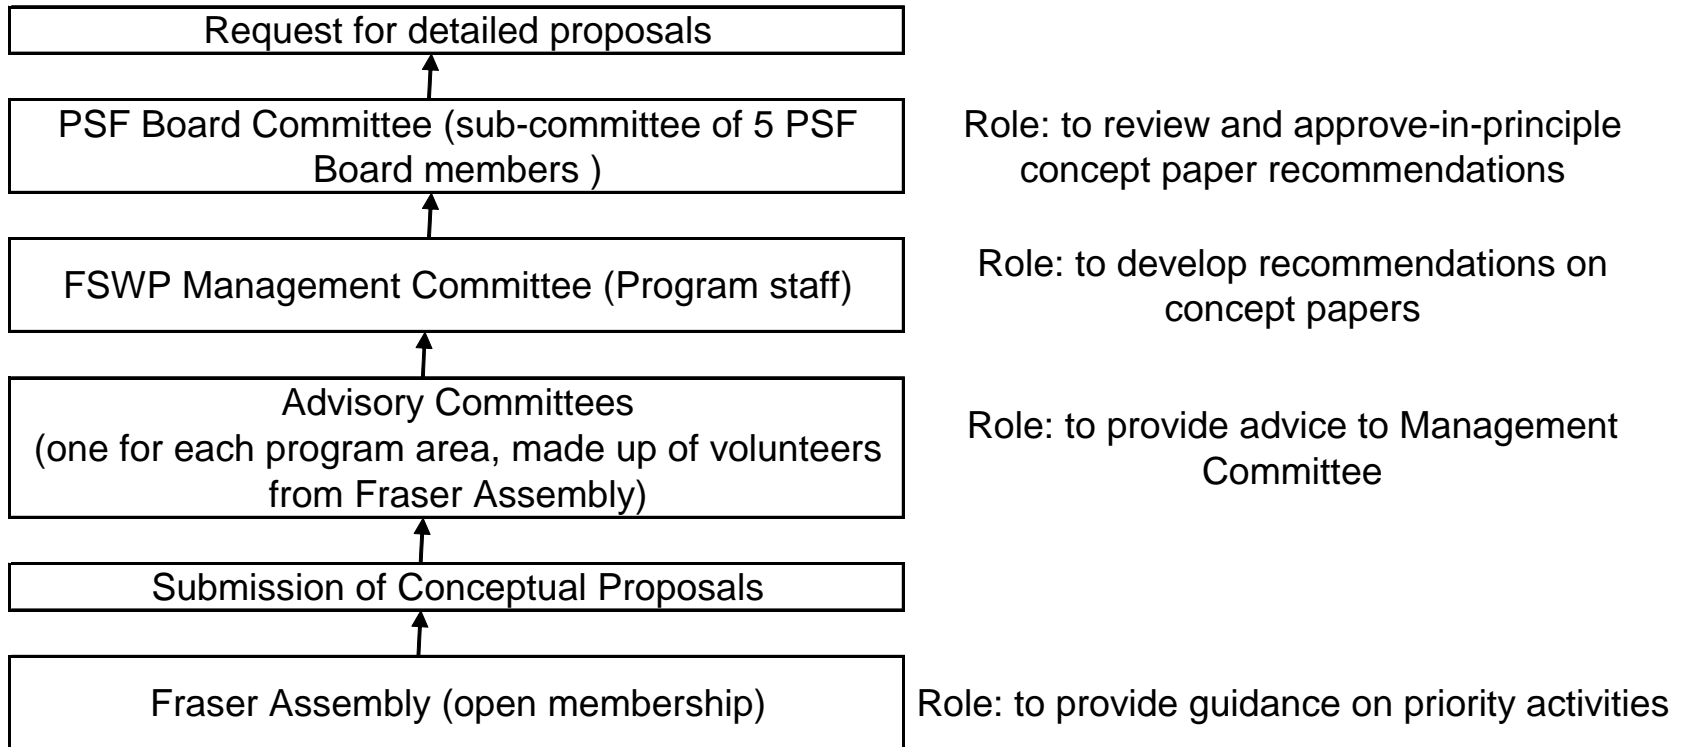 Request for detailed proposals
PSF Board Committee (sub-committee of 5 PSF
Board members )
Role: to review and approve-in-principle
concept paper recommendations
FSWP Management Committee (Program staff)
Role: to develop recommendations on
concept papers
Advisory Committees
(one for each program area, made up of volunteers
from Fraser Assembly)
Role: to provide advice to Management
Committee
Submission of Conceptual Proposals
Fraser Assembly (open membership)
Role: to provide guidance on priority activities